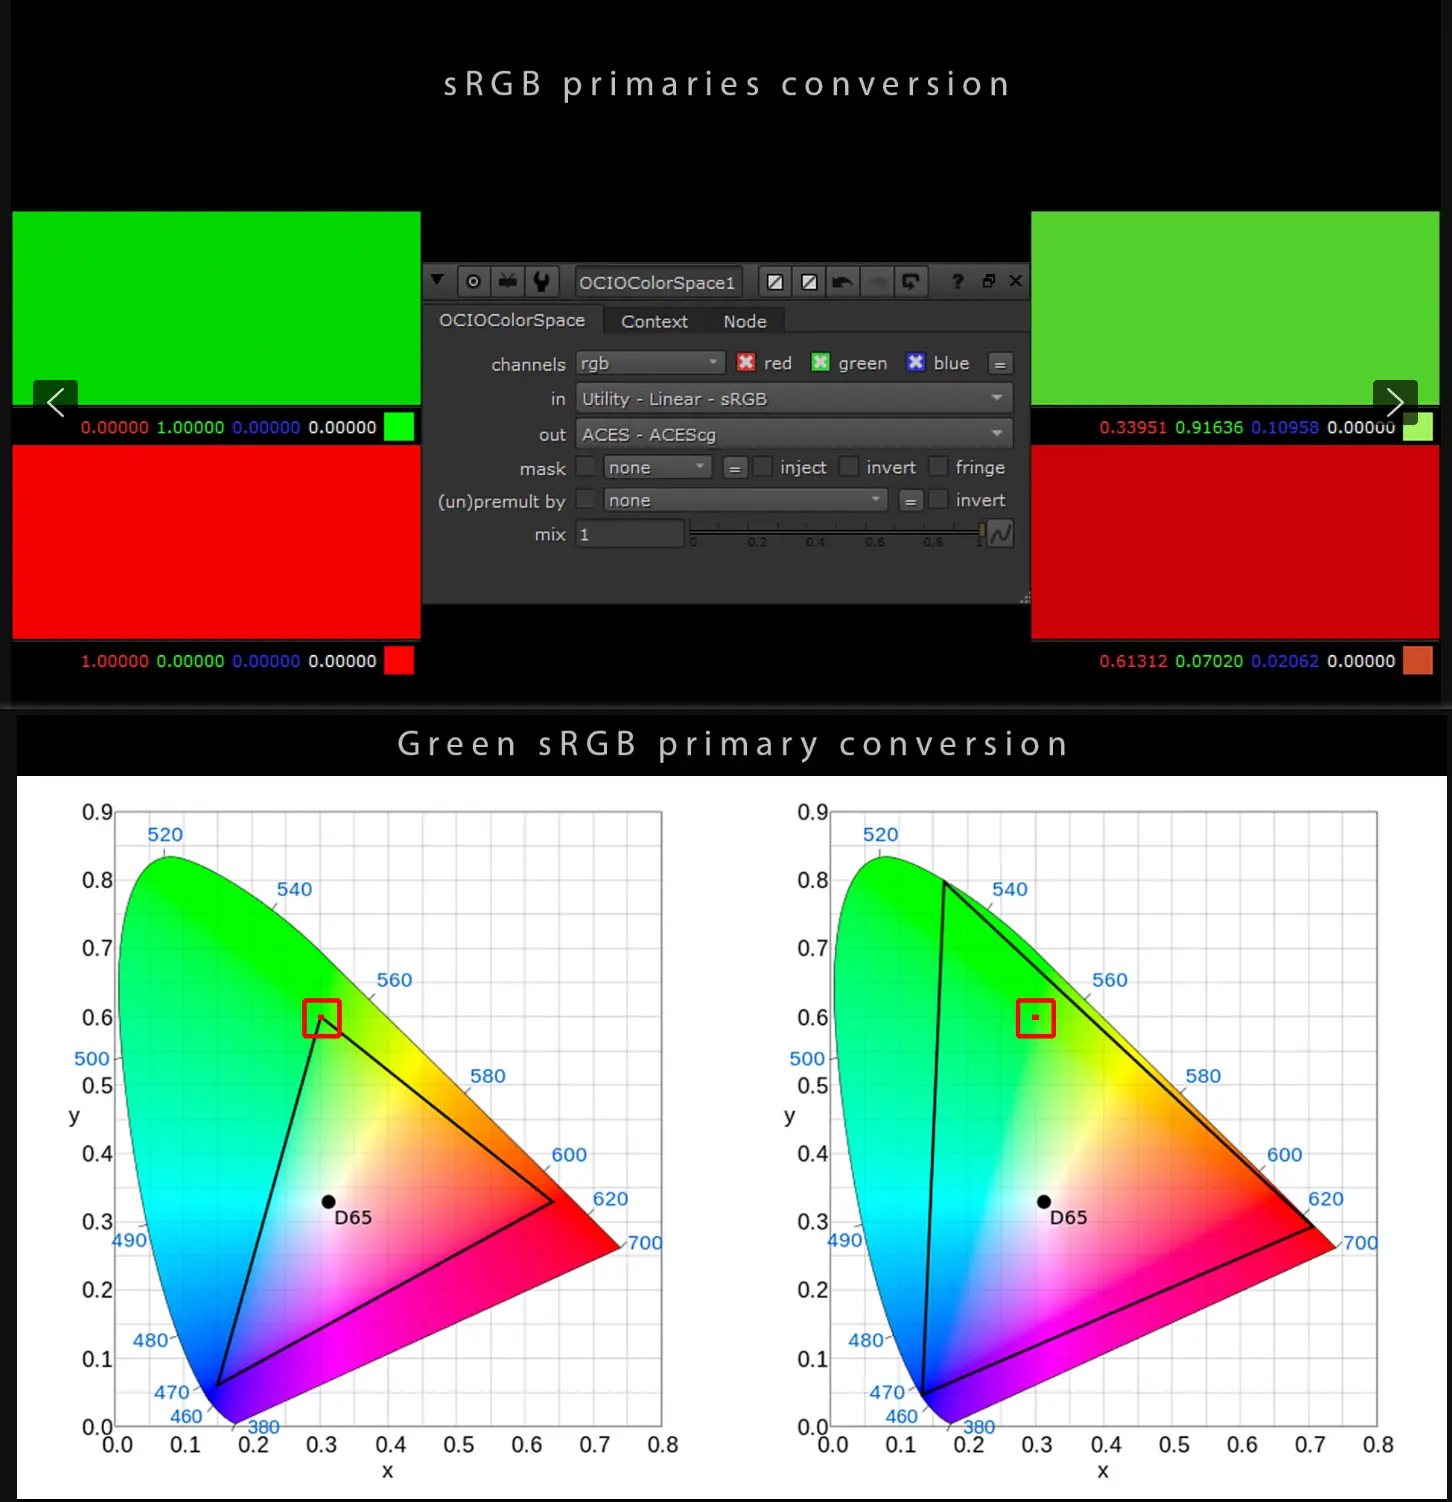 sRGB primaries conversion
OCIOColorSpace1
?
OCIOColorSpace Context Node
channels rgb red green blue =
in Utility - Linear - sRGB
out ACES - ACEScg
mask none = inject invert fringe
(un)premult by none = invert
mix 1
0 0.2 0.4 0.6 0.8 1
0.00000 1.00000 0.00000 0.00000
0.33951 0.91636 0.10958 0.00000
1.00000 0.00000 0.00000 0.00000
0.61312 0.07020 0.02062 0.00000
Green sRGB primary conversion
0.9
520
0.8
540
0.7
560
0.6
500
0.5
580
y
0.4
600
620
0.3
D65
490
700
0.2
480
0.1
470
460
0.0
380
0.0 0.1 0.2 0.3 0.4 0.5 0.6 0.7 0.8
x
0.9
520
0.8
540
0.7
560
0.6
500
0.5
580
y
0.4
600
620
0.3
D65
490
700
0.2
480
0.1
470
460
0.0
380
0.0 0.1 0.2 0.3 0.4 0.5 0.6 0.7 0.8
x